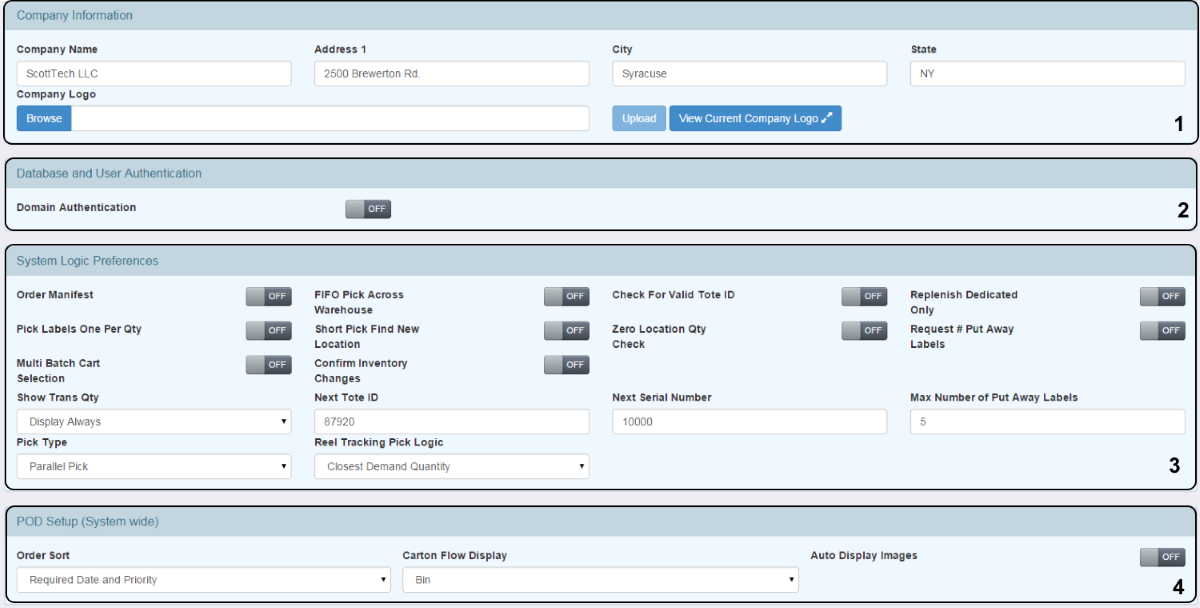 Company Information
Company Name Address 1 City State
ScottTech LLC 2500 Brewerton Rd. Syracuse NY
Company Logo
Browse Upload View Current Company Logo
1
Database and User Authentication
Domain Authentication OFF
2
System Logic Preferences
Order Manifest OFF FIFO Pick Across Warehouse OFF Check For Valid Tote ID OFF Replenish Dedicated Only OFF
Pick Labels One Per Qty OFF Short Pick Find New Location OFF Zero Location Qty Check OFF Request # Put Away Labels OFF
Multi Batch Cart Selection OFF Confirm Inventory Changes OFF
Show Trans Qty Next Tote ID Next Serial Number Max Number of Put Away Labels
Display Always 87920 10000 5
Pick Type Reel Tracking Pick Logic
Parallel Pick Closest Demand Quantity
3
POD Setup (System wide)
Order Sort Carton Flow Display Auto Display Images OFF
Required Date and Priority Bin
4